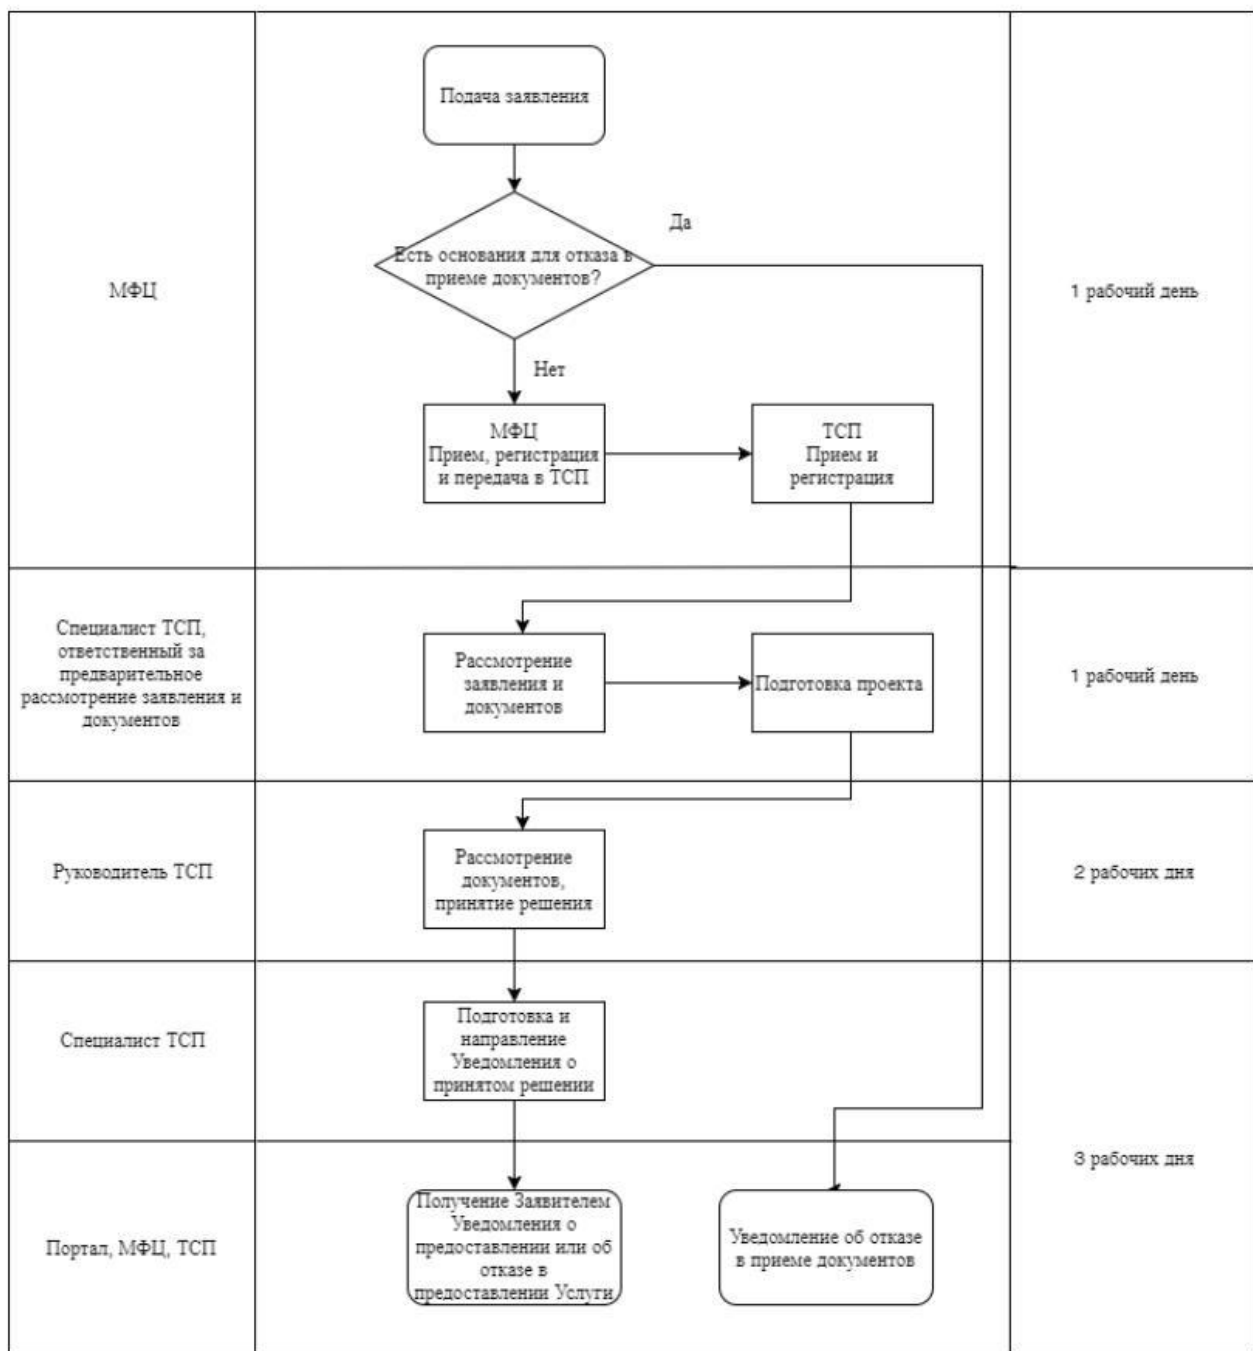 Подача заявления
Да
Есть основания для отказа в
приеме документов?
МФЦ
1 рабочий день
Нет
МФЦ
Прием, регистрация
и передача в ТСП
ТСП
Прием и
регистрация
Специалист ТСП,
ответственный за
предварительное
рассмотрение заявления и
документов
Рассмотрение
заявления и
документов
Подготовка проекта
1 рабочий день
Руководитель ТСП
Рассмотрение
документов,
принятие решения
2 рабочих дня
Специалист ТСП
Подготовка и
направление
Уведомления о
принятом решении
3 рабочих дня
Портал, МФЦ, ТСП
Получение Заявителем
Уведомления о
предоставлении или об
отказе в
предоставлении Услуги
Уведомление об отказе
в приеме документов